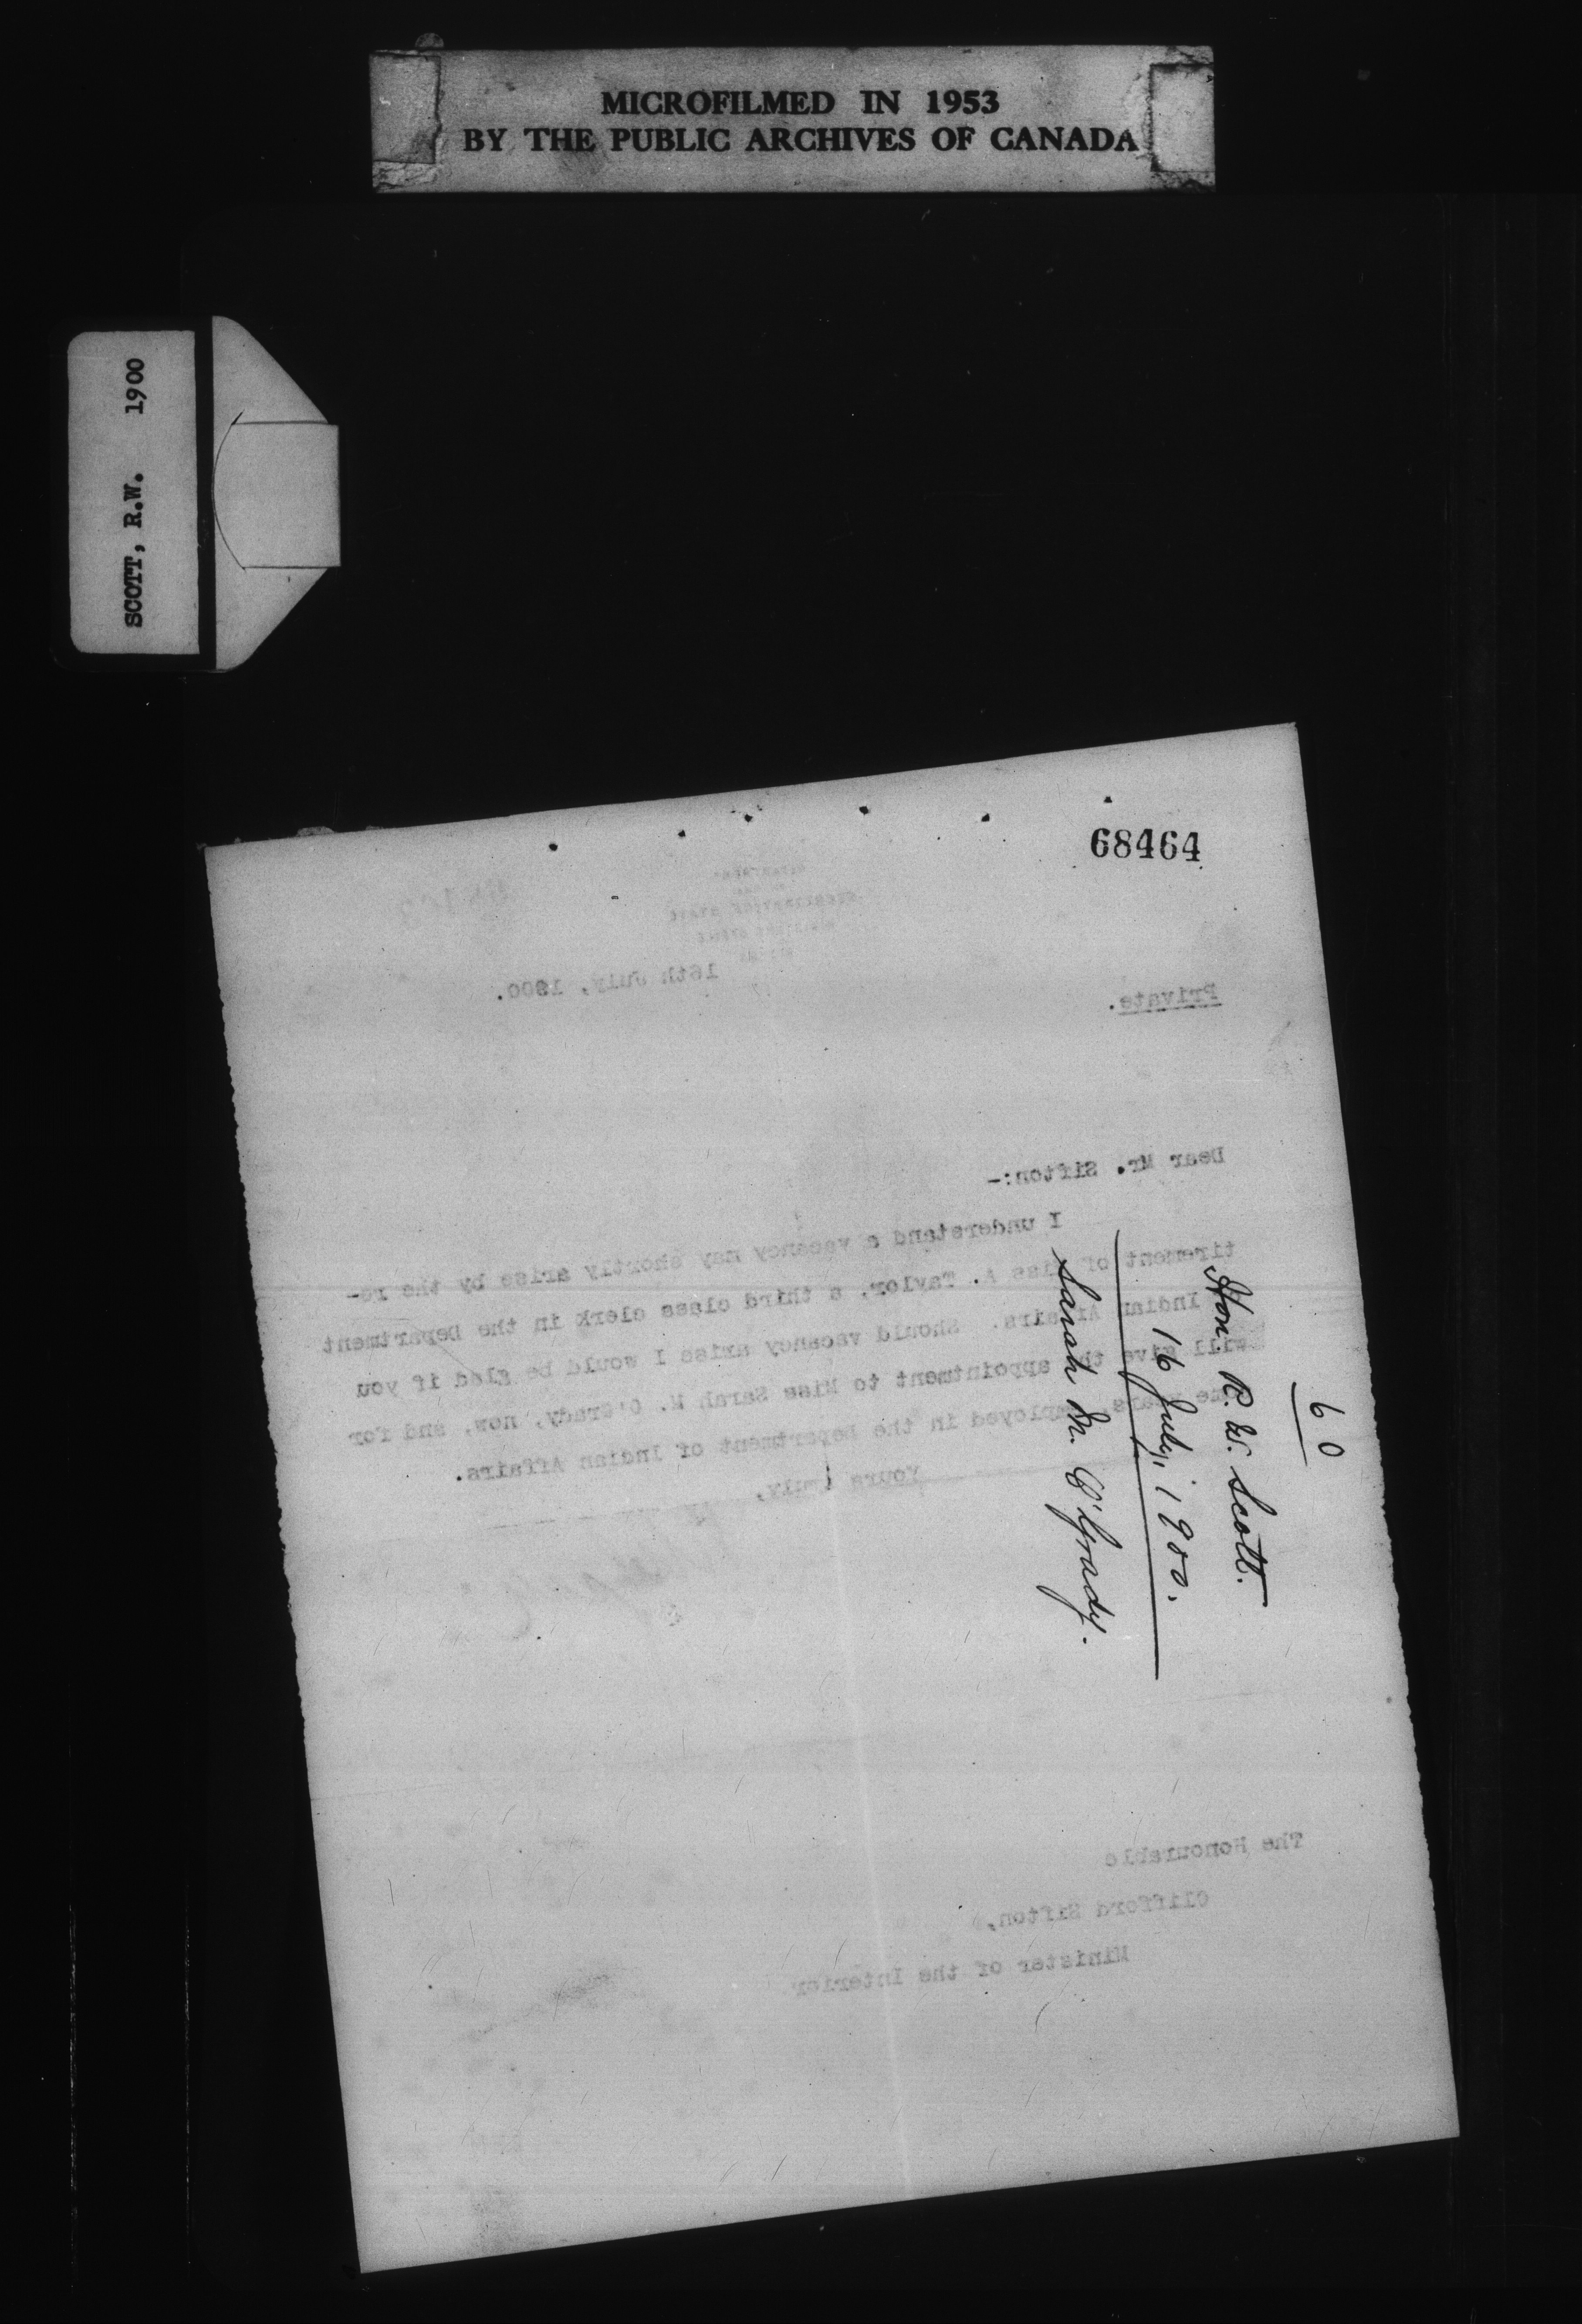 MICROFILMED IN 1953
BY THE PUBLIC ARCHIVES OF CANADA
SCOTT, R.W. 1900
68464
16th July, 1900.
Private.
Dear Mr. Sifton:-
I understand a vacancy may shortly arise by the re-
tirement of Miss A. Taylor, a third class clerk in the Department
Indian Affairs. Should vacancy arise I would be glad if you
will give the appointment to Miss Sarah M. O'Grady, now, and for
years, employed in the Department of Indian Affairs.
Yours truly,
The Honourable
Clifford Sifton,
Minister of the Interior
60
Hon. R. W. Scott.
16 July, 1900.
Sarah M. O'Grady.